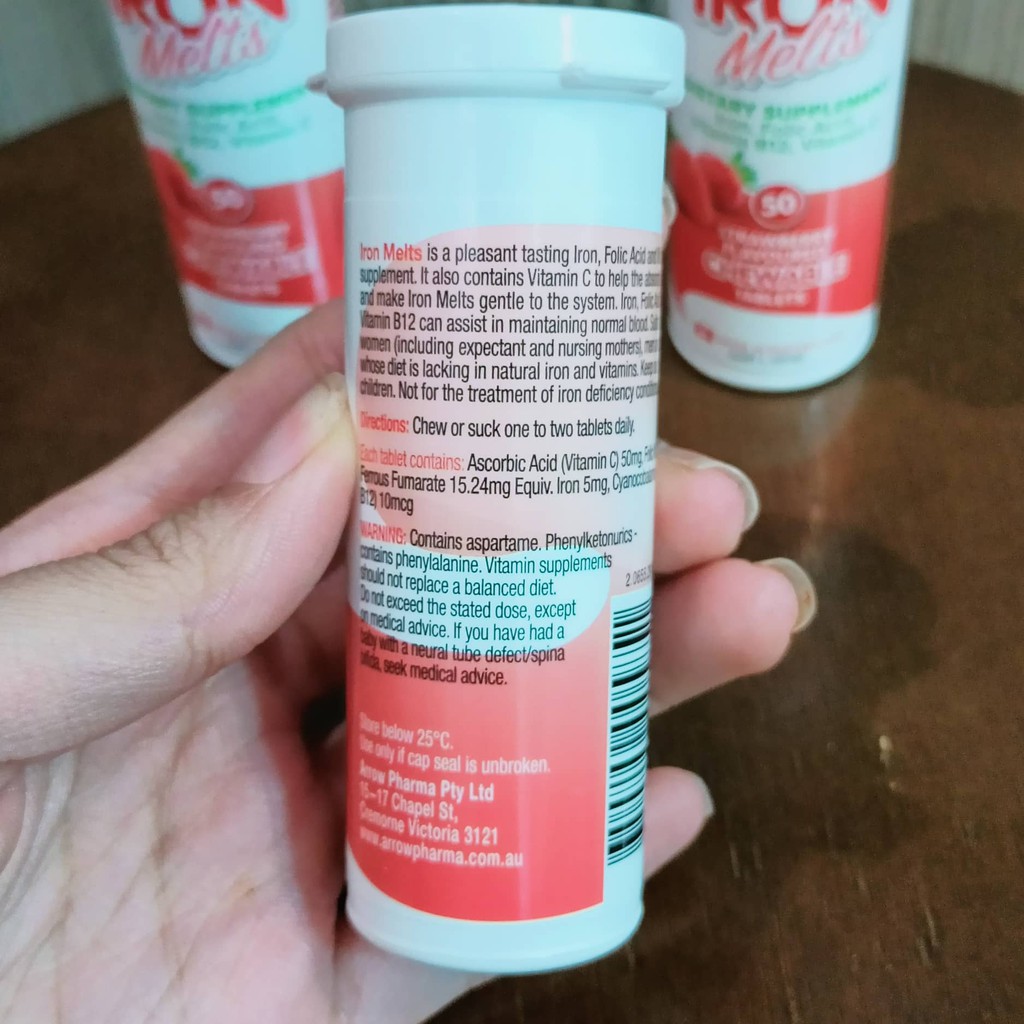 IRON
Melts
IRON
Melts
DIETARY SUPPLEMENT
50
50
STRAWBERRY
FLAVOURED
CHEWABLE
TABLETS
Iron Melts is a pleasant tasting Iron, Folic Acid and
supplement. It also contains Vitamin C to help the
and make Iron Melts gentle to the system. Iron, Folic
Vitamin B12 can assist in maintaining normal blood.
women (including expectant and nursing mothers),
whose diet is lacking in natural iron and vitamins. Keep
children. Not for the treatment of iron deficiency
Directions: Chew or suck one to two tablets daily.
Each tablet contains: Ascorbic Acid (Vitamin C) 50mg,
Ferrous Fumarate 15.24mg Equiv. Iron 5mg,
B12) 10mcg
WARNING: Contains aspartame. Phenylketonurics -
contains phenylalanine. Vitamin supplements
should not replace a balanced diet.
Do not exceed the stated dose, except
on medical advice. If you have had a
baby with a neural tube defect/spina
bifida, seek medical advice.
Store below 25°C.
Use only if cap seal is unbroken.
Arrow Pharma Pty Ltd
15–17 Chapel St,
Cremorne Victoria 3121
www.arrowpharma.com.au